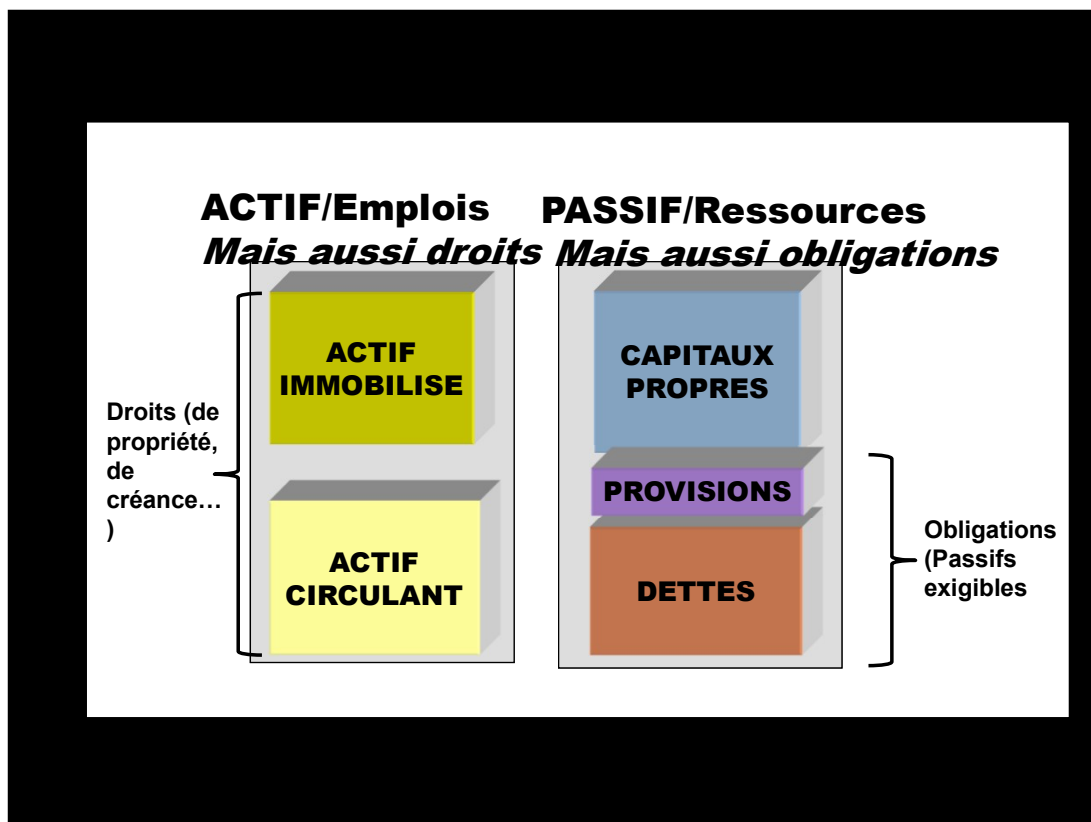 ACTIF/Emplois
Mais aussi droits
PASSIF/Ressources
Mais aussi obligations
Droits (de
propriété,
de
créance…
)
ACTIF
IMMOBILISE
ACTIF
CIRCULANT
CAPITAUX
PROPRES
PROVISIONS
DETTES
Obligations
(Passifs
exigibles